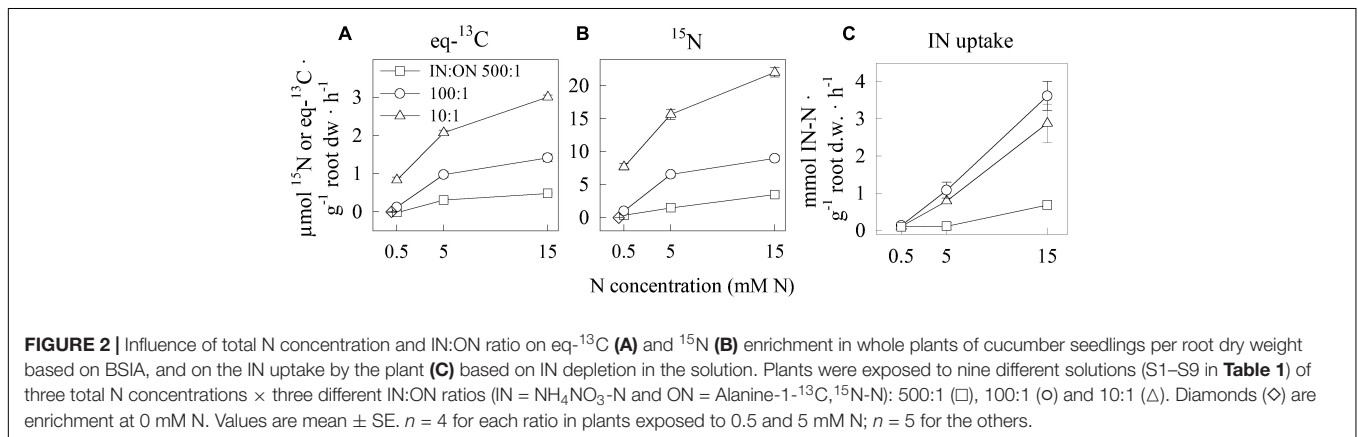 A eq-¹³C
B ¹⁵N
C IN uptake
IN:ON 500:1
100:1
10:1
μmol ¹⁵N or eq-¹³C ·
g⁻¹ root dw · h⁻¹
3
2
1
0
0.5 5 15
20
15
10
5
0
0.5 5 15
mmol IN-N ·
g⁻¹ root d.w. · h⁻¹
4
3
2
1
0
0.5 5 15
N concentration (mM N)
FIGURE 2 | Influence of total N concentration and IN:ON ratio on eq-¹³C (A) and ¹⁵N (B) enrichment in whole plants of cucumber seedlings per root dry weight
based on BSIA, and on the IN uptake by the plant (C) based on IN depletion in the solution. Plants were exposed to nine different solutions (S1–S9 in Table 1) of
three total N concentrations × three different IN:ON ratios (IN = NH₄NO₃-N and ON = Alanine-1-¹³C,¹⁵N-N): 500:1 (□), 100:1 (○) and 10:1 (△). Diamonds (◇) are
enrichment at 0 mM N. Values are mean ± SE. n = 4 for each ratio in plants exposed to 0.5 and 5 mM N; n = 5 for the others.